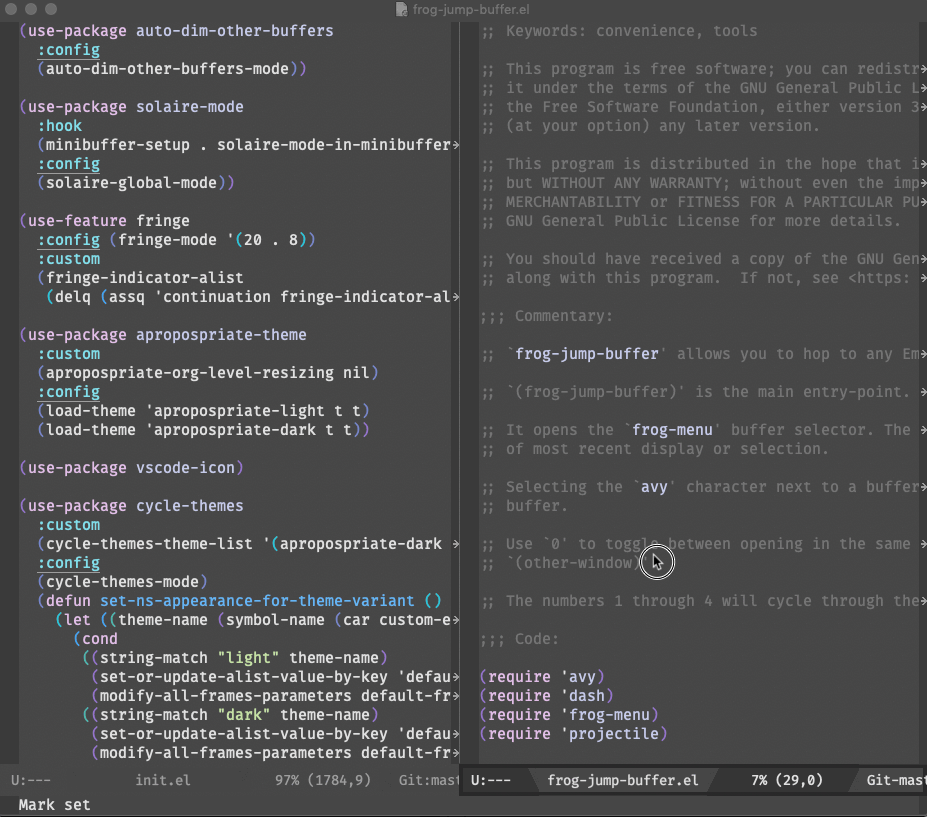 frog-jump-buffer.el
(use-package auto-dim-other-buffers
:config
(auto-dim-other-buffers-mode))
(use-package solaire-mode
:hook
(minibuffer-setup . solaire-mode-in-minibuffer
:config
(solaire-global-mode))
(use-feature fringe
:config (fringe-mode '(20 . 8))
:custom
(fringe-indicator-alist
(delq (assq 'continuation fringe-indicator-al
(use-package apropospriate-theme
:custom
(apropospriate-org-level-resizing nil)
:config
(load-theme 'apropospriate-light t t)
(load-theme 'apropospriate-dark t t))
(use-package vscode-icon)
(use-package cycle-themes
:custom
(cycle-themes-theme-list '(apropospriate-dark
:config
(cycle-themes-mode)
(defun set-ns-appearance-for-theme-variant ()
(let ((theme-name (symbol-name (car custom-e
(cond
((string-match "light" theme-name)
(set-or-update-alist-value-by-key 'defau
(modify-all-frames-parameters default-fr
((string-match "dark" theme-name)
(set-or-update-alist-value-by-key 'defau
(modify-all-frames-parameters default-fr
U:--- init.el 97% (1784,9) Git:mast
;; Keywords: convenience, tools
;; This program is free software; you can redistr
;; it under the terms of the GNU General Public L
;; the Free Software Foundation, either version 3
;; (at your option) any later version.
;; This program is distributed in the hope that i
;; but WITHOUT ANY WARRANTY; without even the imp
;; MERCHANTABILITY or FITNESS FOR A PARTICULAR PU
;; GNU General Public License for more details.
;; You should have received a copy of the GNU Gen
;; along with this program.  If not, see <https:
;;; Commentary:
;; `frog-jump-buffer' allows you to hop to any Em
;; `(frog-jump-buffer)' is the main entry-point.
;; It opens the `frog-menu' buffer selector. The
;; of most recent display or selection.
;; Selecting the `avy' character next to a buffer
;; buffer.
;; Use `0' to toggle between opening in the same
;; `(other-window)
;; The numbers 1 through 4 will cycle through the
;;; Code:
(require 'avy)
(require 'dash)
(require 'frog-menu)
(require 'projectile)
U:--- frog-jump-buffer.el 7% (29,0) Git-mast
Mark set